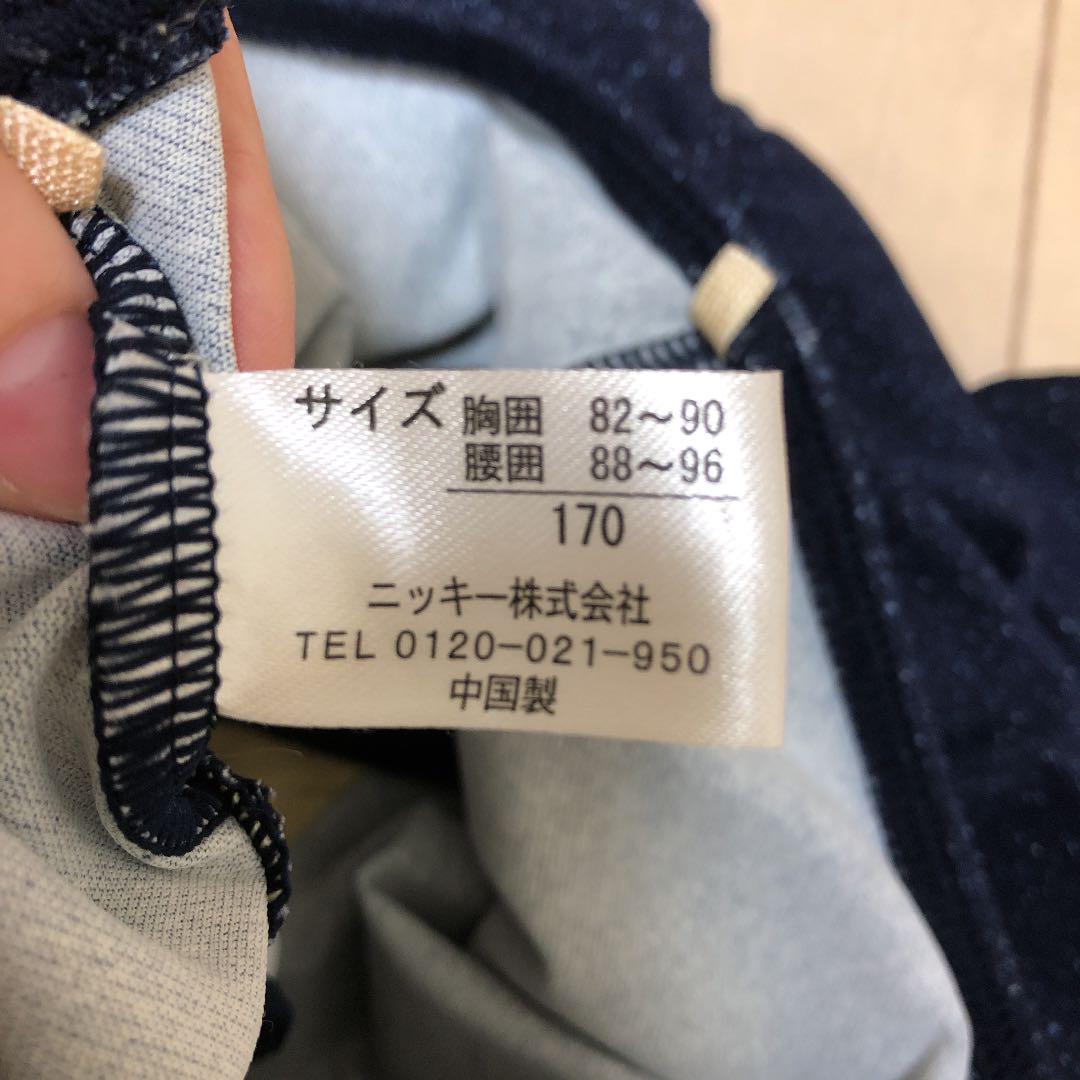 サイズ 胸囲 82〜90
腰囲 88〜96
170
ニッキー株式会社
TEL 0120-021-950
中国製